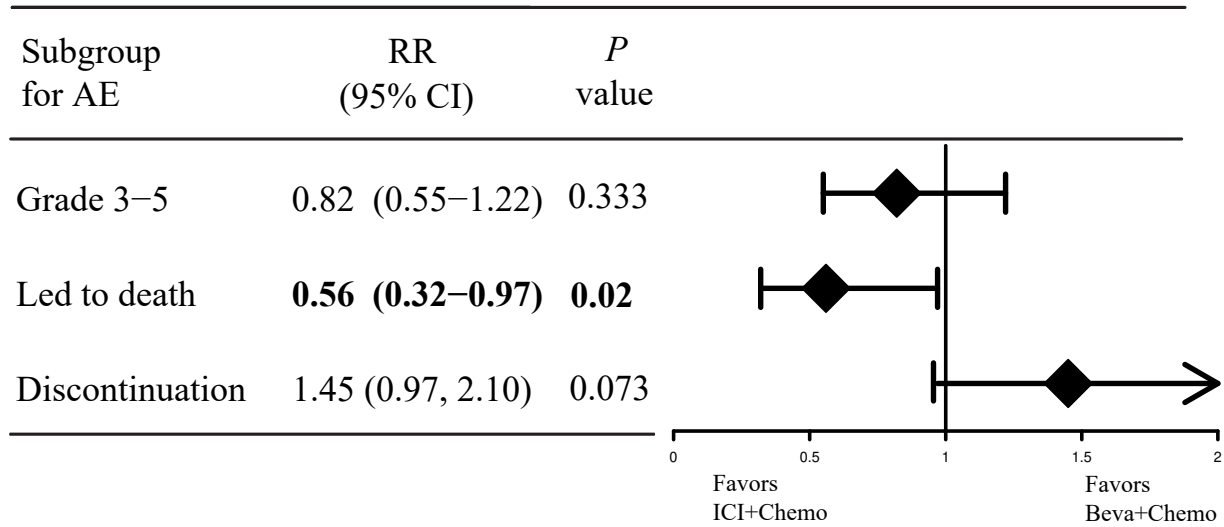 Subgroup for AE RR (95% CI) P value
Grade 3−5 0.82 (0.55−1.22) 0.333
Led to death 0.56 (0.32−0.97) 0.02
Discontinuation 1.45 (0.97, 2.10) 0.073
0 0.5 1 1.5 2
Favors ICI+Chemo
Favors Beva+Chemo